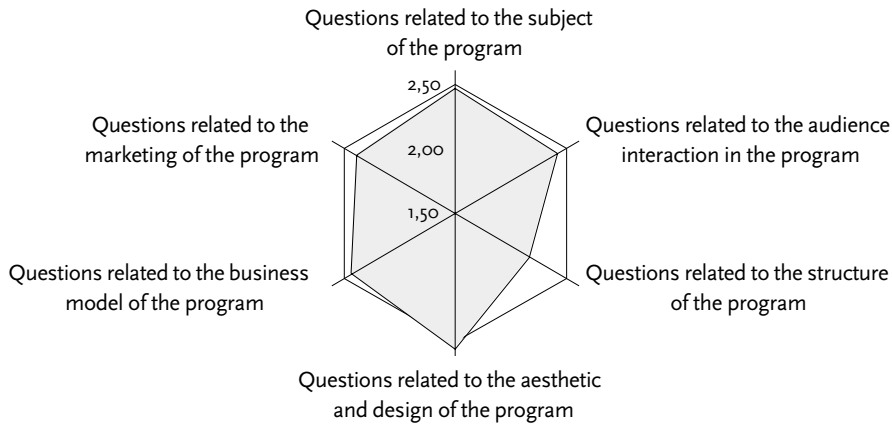 Questions related to the subject
of the program
2,50
Questions related to the
marketing of the program
Questions related to the audience
interaction in the program
2,00
1,50
Questions related to the business
model of the program
Questions related to the structure
of the program
Questions related to the aesthetic
and design of the program